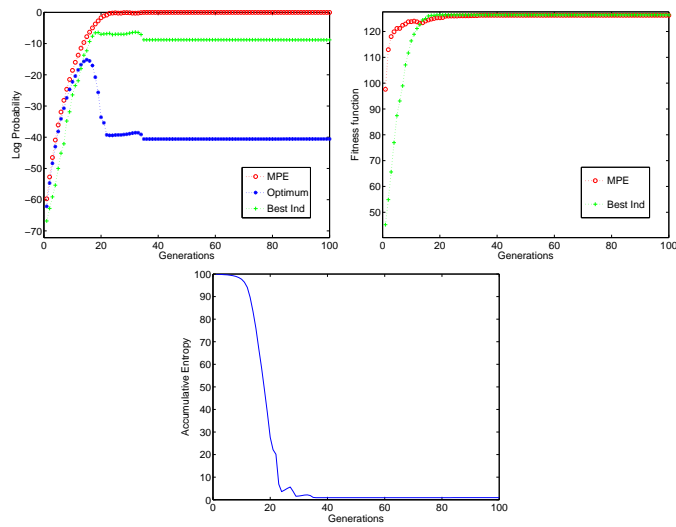 0
−10
−20
−30
−40
−50
−60
−70
Log Probability
0 20 40 60 80 100
Generations
MPE
Optimum
Best Ind
120
110
100
90
80
70
60
50
Fitness function
0 20 40 60 80 100
Generations
MPE
Best Ind
100
90
80
70
60
50
40
30
20
10
0
Accumulative Entropy
0 20 40 60 80 100
Generations